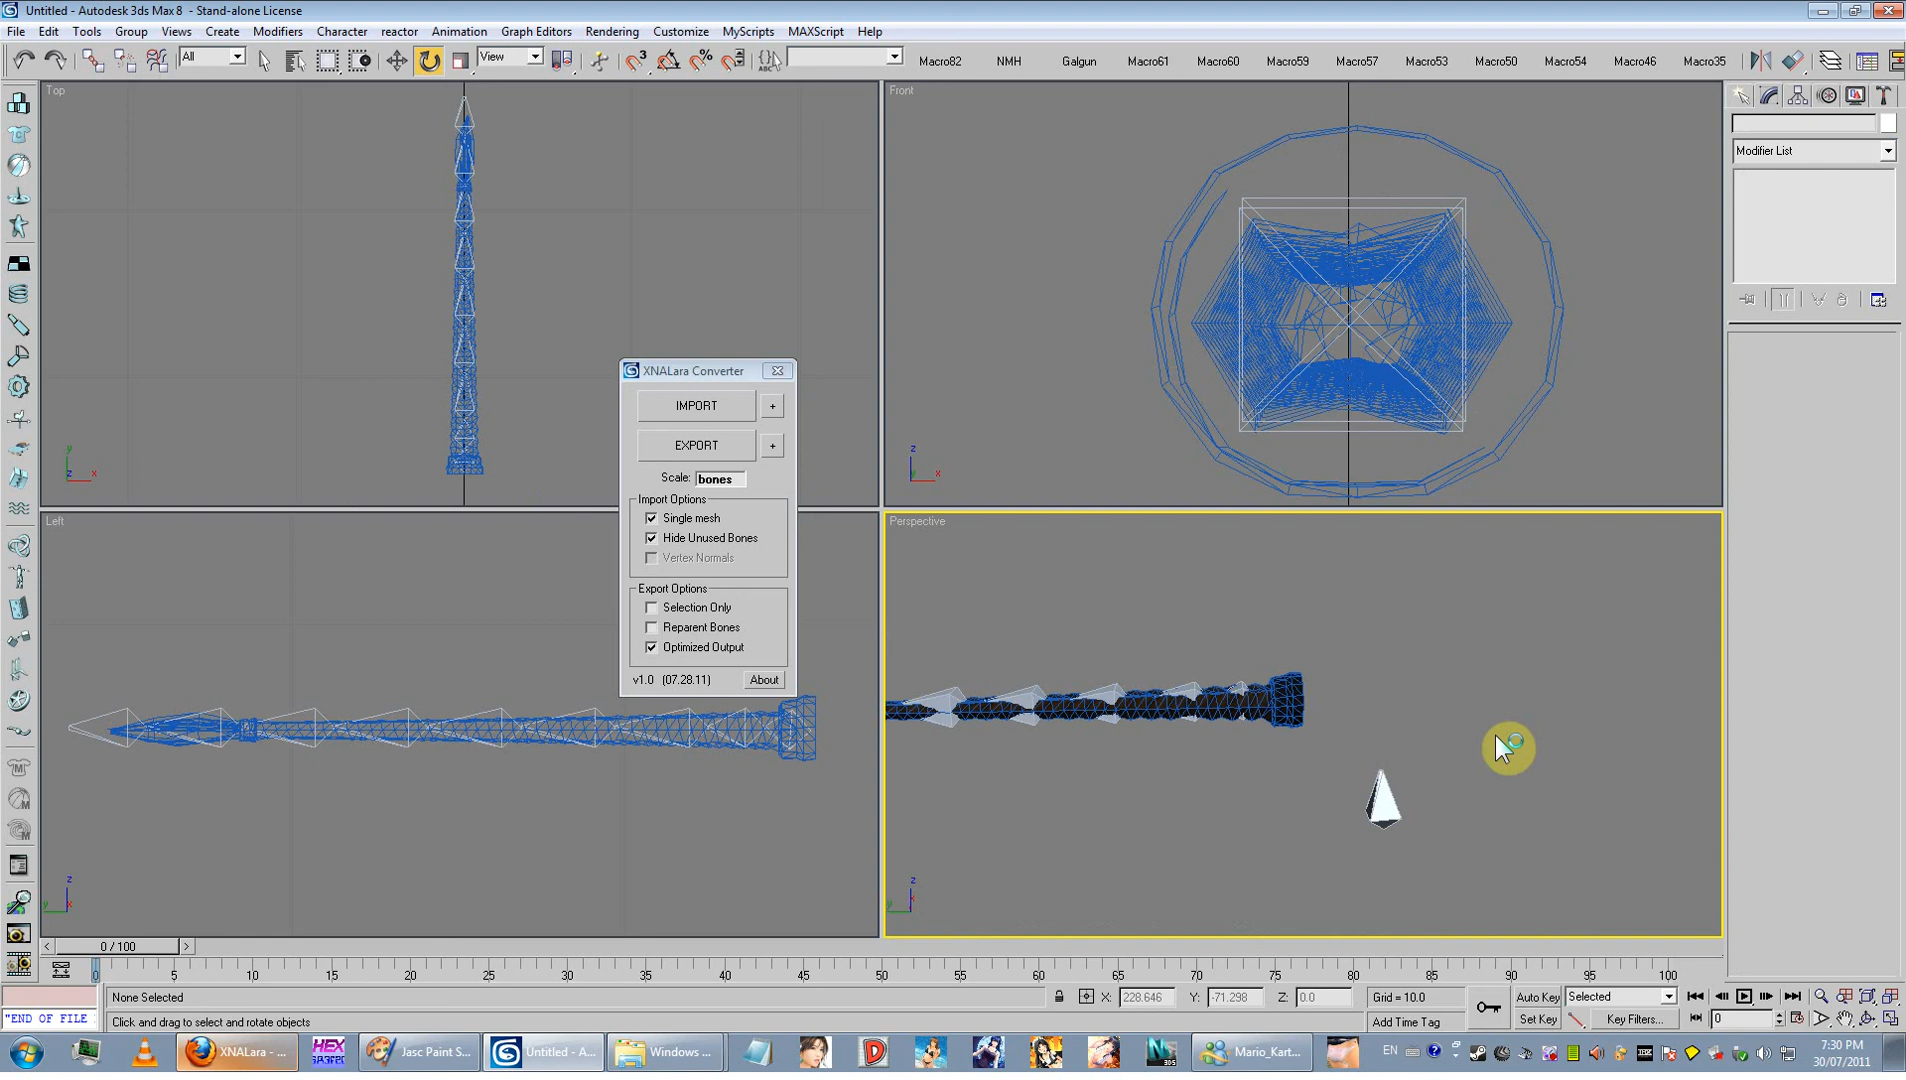 Untitled - Autodesk 3ds Max 8 - Stand-alone License
File Edit Tools Group Views Create Modifiers Character reactor Animation Graph Editors Rendering Customize MyScripts MAXScript Help
All View Macro82 NMH Galgun Macro61 Macro60 Macro59 Macro57 Macro53 Macro50 Macro54 Macro46 Macro35
Top
Front
Modifier List
XNALara Converter
IMPORT +
EXPORT +
Scale: bones
Import Options
Single mesh
Hide Unused Bones
Vertex Normals
Export Options
Selection Only
Reparent Bones
Optimized Output
v1.0 (07.28.11) About
Left
Perspective
< 0 / 100 >
0 5 10 15 20 25 30 35 40 45 50 55 60 65 70 75 80 85 90 95 100
None Selected X: 228.646 Y: -71.298 Z: 0.0 Grid = 10.0 Auto Key Selected
"END OF FILE Click and drag to select and rotate objects Add Time Tag Set Key Key Filters... 0
XNALara - ... HEX Jasc Paint S... Untitled - A... Windows ... Mario_Kart... EN 7:30 PM
30/07/2011